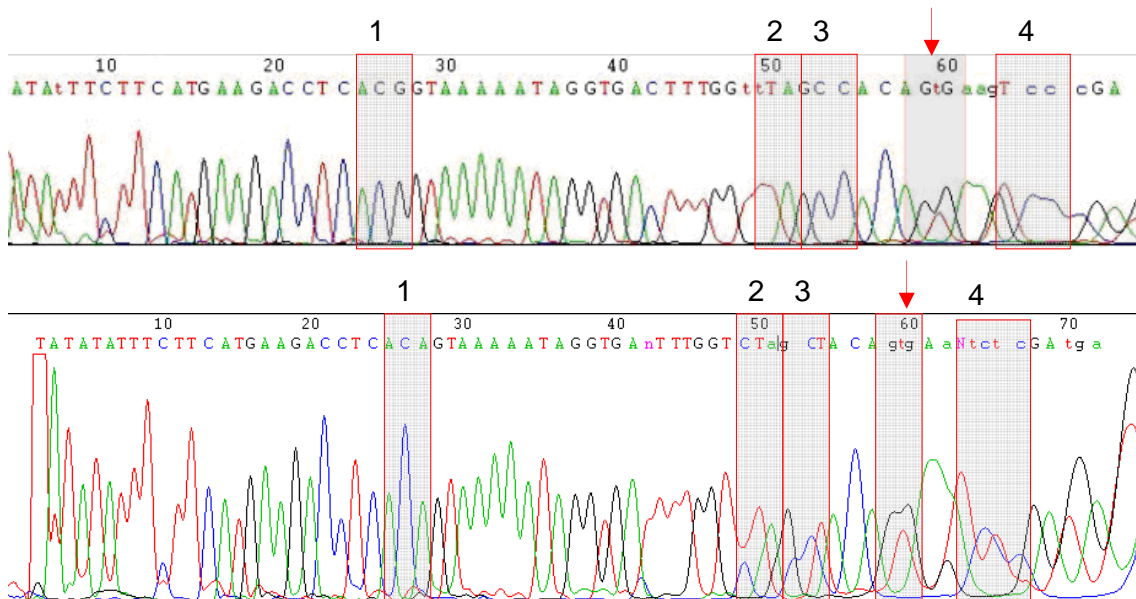 1 2 3 4
10 20 30 40 50 60
ATAtTTCTTCATGAAGACCTCACGGTAAAAATAGGTGACTTTGGttTAGCCACAGtGaagTcccGA
1 2 3 4
10 20 30 40 50 60 70
TATATATTTCTTCATGAAGACCTCACAGTAAAAATAGGTGAnTTTGGTCTagCTACAgtgAaNtctcGAtga